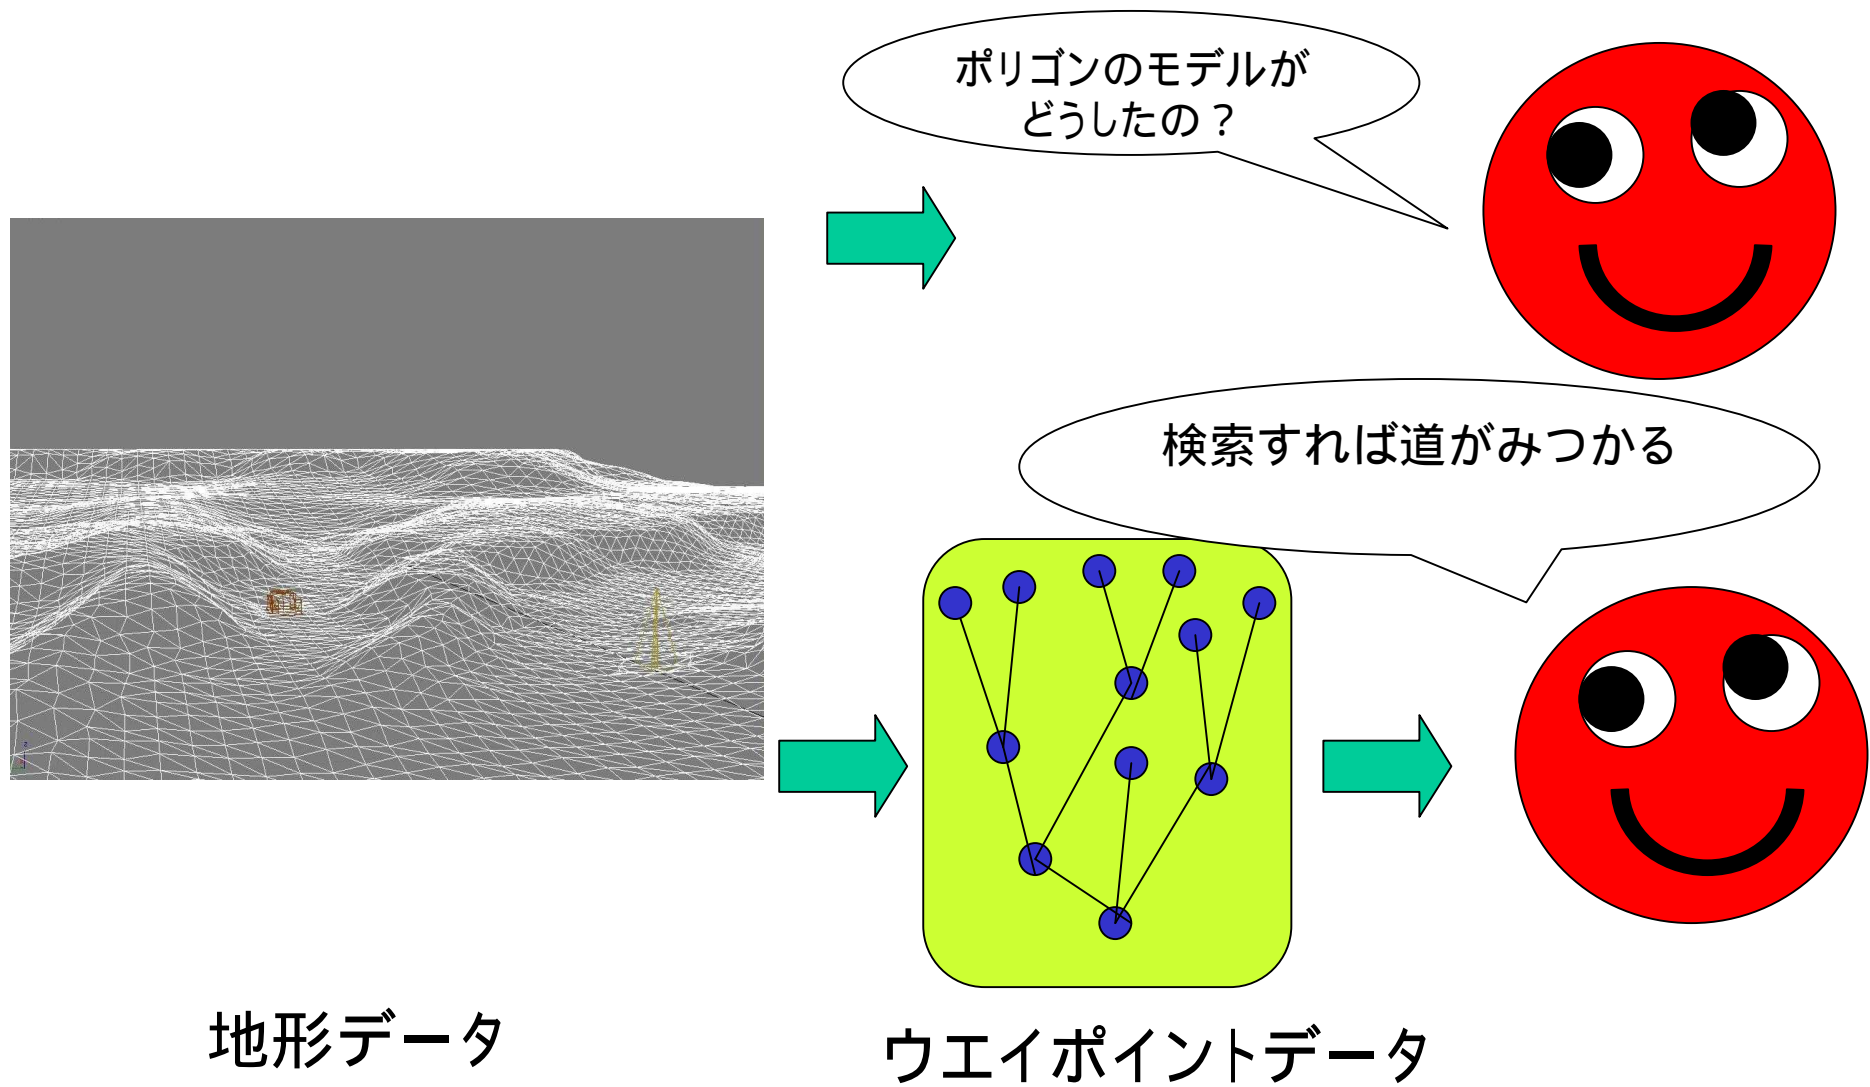 ポリゴンのモデルが
どうしたの？
検索すれば道がみつかる
地形データ
ウエイポイントデータ